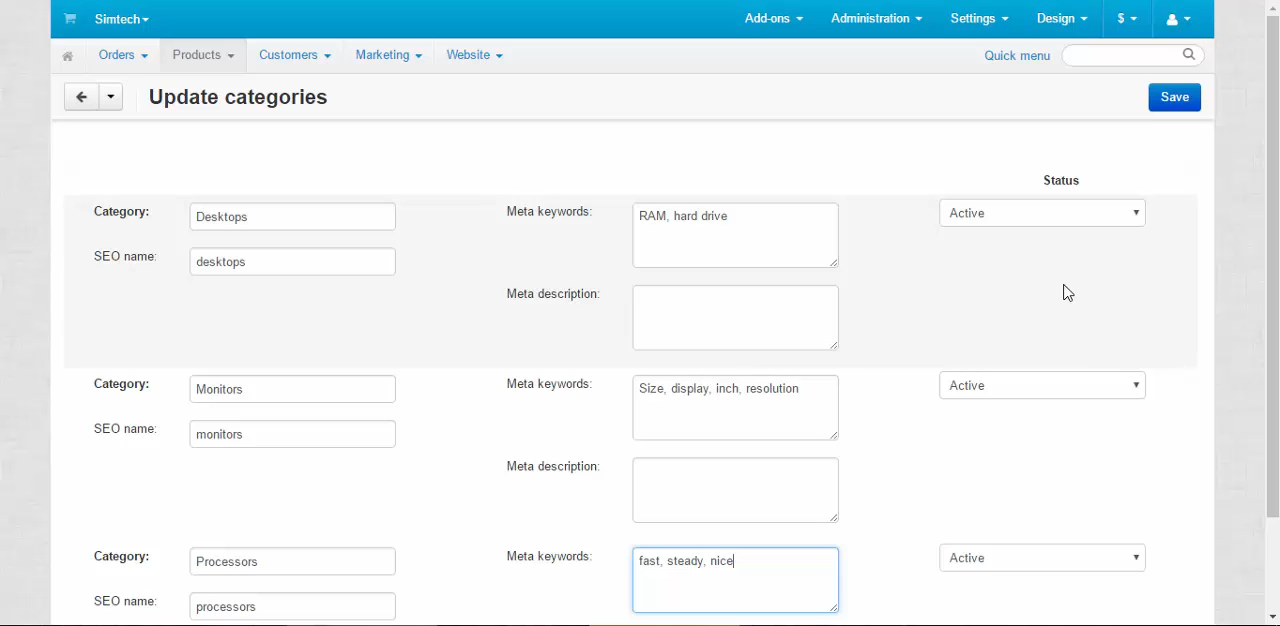 Simtech Add-ons Administration Settings Design $
Orders Products Customers Marketing Website Quick menu
Update categories Save
Status
Category: Desktops Meta keywords: RAM, hard drive Active
SEO name: desktops
Meta description:
Category: Monitors Meta keywords: Size, display, inch, resolution Active
SEO name: monitors
Meta description:
Category: Processors Meta keywords: fast, steady, nice Active
SEO name: processors